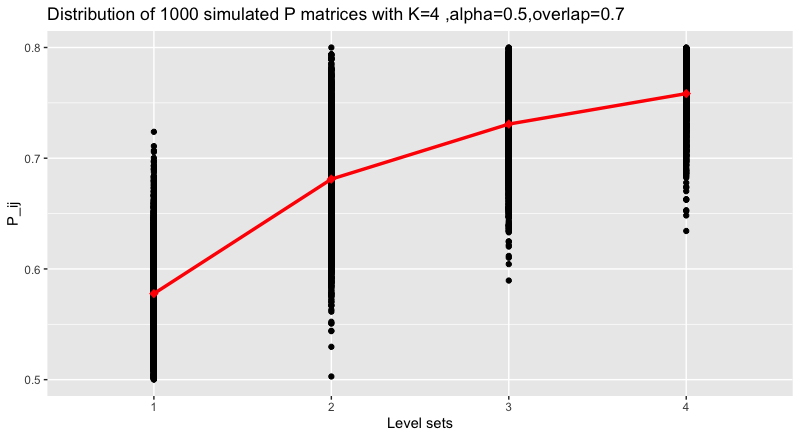 Distribution of 1000 simulated P matrices with K=4 ,alpha=0.5,overlap=0.7
0.8
0.7
0.6
0.5
P_ij
1 2 3 4
Level sets